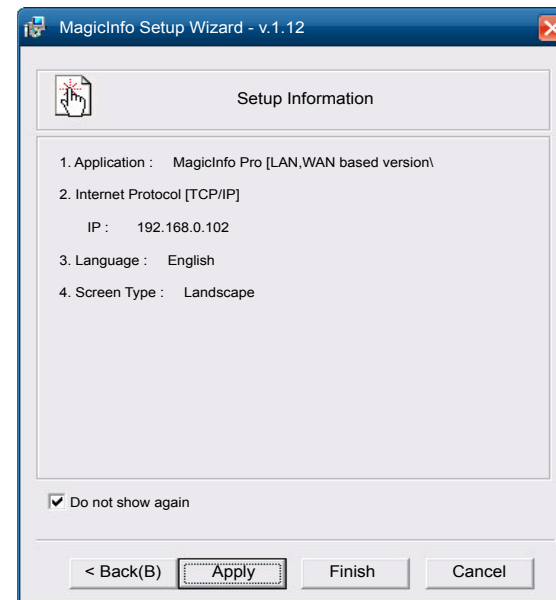 MagicInfo Setup Wizard - v.1.12
Setup Information
1. Application : MagicInfo Pro [LAN,WAN based version\
2. Internet Protocol [TCP/IP]
IP : 192.168.0.102
3. Language : English
4. Screen Type : Landscape
Do not show again
< Back(B) Apply Finish Cancel